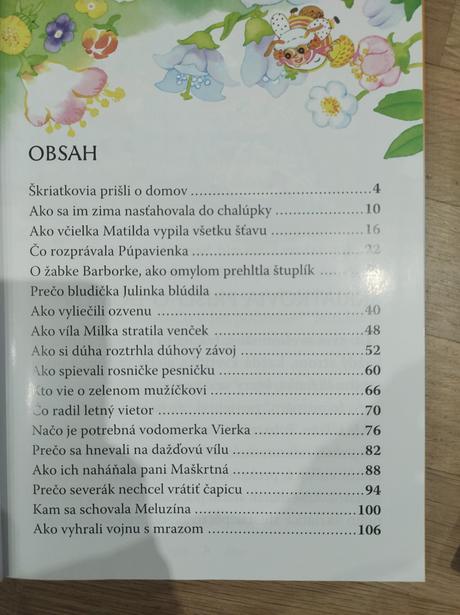 OBSAH
Škriatkovia prišli o domov ........ 4
Ako sa im zima nasťahovala do chalúpky ........ 10
Ako včielka Matilda vypila všetku šťavu ........ 16
Čo rozprávala Púpavienka ........ 22
O žabke Barborke, ako omylom prehltla štuplík ........
Prečo bludička Julinka blúdila ........
Ako vyliečili ozvenu ........ 40
Ako víla Milka stratila venček ........ 48
Ako si dúha roztrhla dúhový závoj ........ 52
Ako spievali rosničke pesničku ........ 60
Kto vie o zelenom mužíčkovi ........ 66
Čo radil letný vietor ........ 70
Načo je potrebná vodomerka Vierka ........ 76
Prečo sa hnevali na dažďovú vílu ........ 82
Ako ich naháňala pani Maškrtná ........ 88
Prečo severák nechcel vrátiť čapicu ........ 94
Kam sa schovala Meluzína ........ 100
Ako vyhrali vojnu s mrazom ........ 106